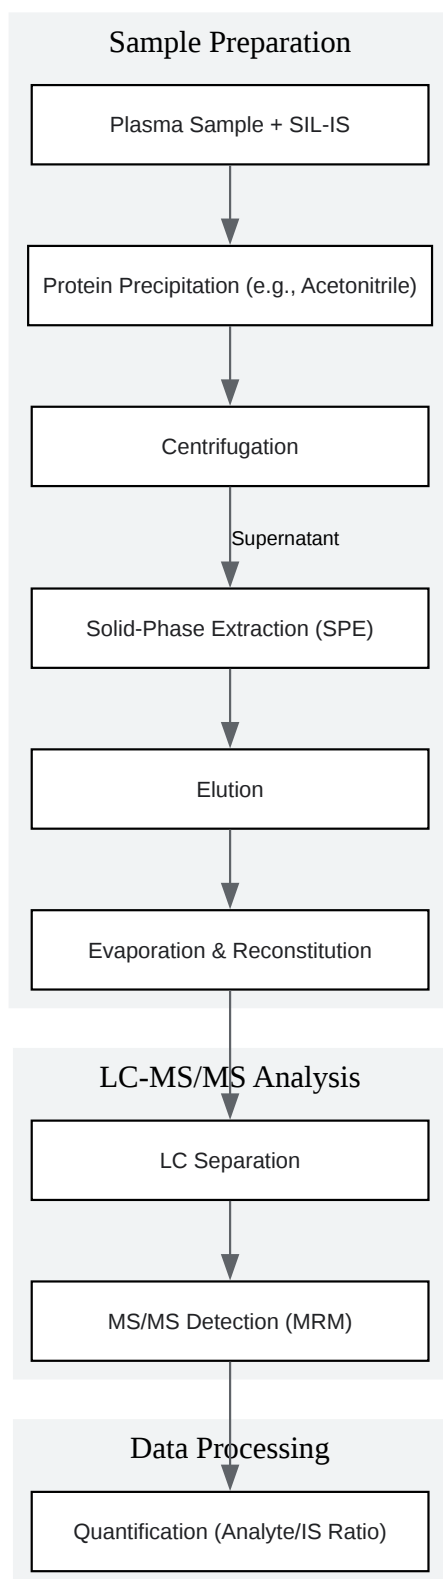 Sample Preparation
Plasma Sample + SIL-IS
Protein Precipitation (e.g., Acetonitrile)
Centrifugation
Supernatant
Solid-Phase Extraction (SPE)
Elution
Evaporation & Reconstitution
LC-MS/MS Analysis
LC Separation
MS/MS Detection (MRM)
Data Processing
Quantification (Analyte/IS Ratio)